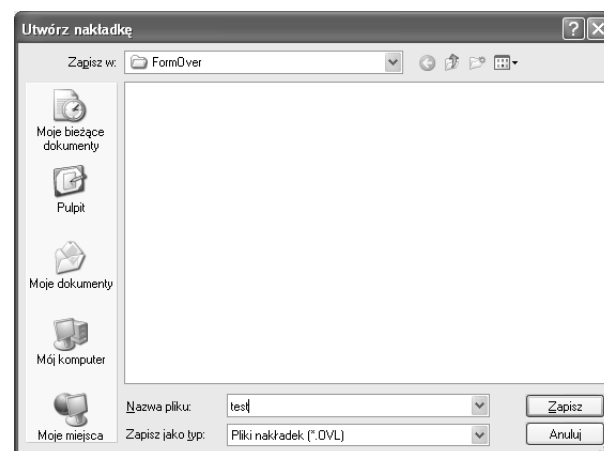 Utwórz nakładkę
Zapisz w: FormOver
Moje bieżące
dokumenty
Pulpit
Moje dokumenty
Mój komputer
Moje miejsca
Nazwa pliku: test Zapisz
Zapisz jako typ: Pliki nakładek (*.OVL) Anuluj